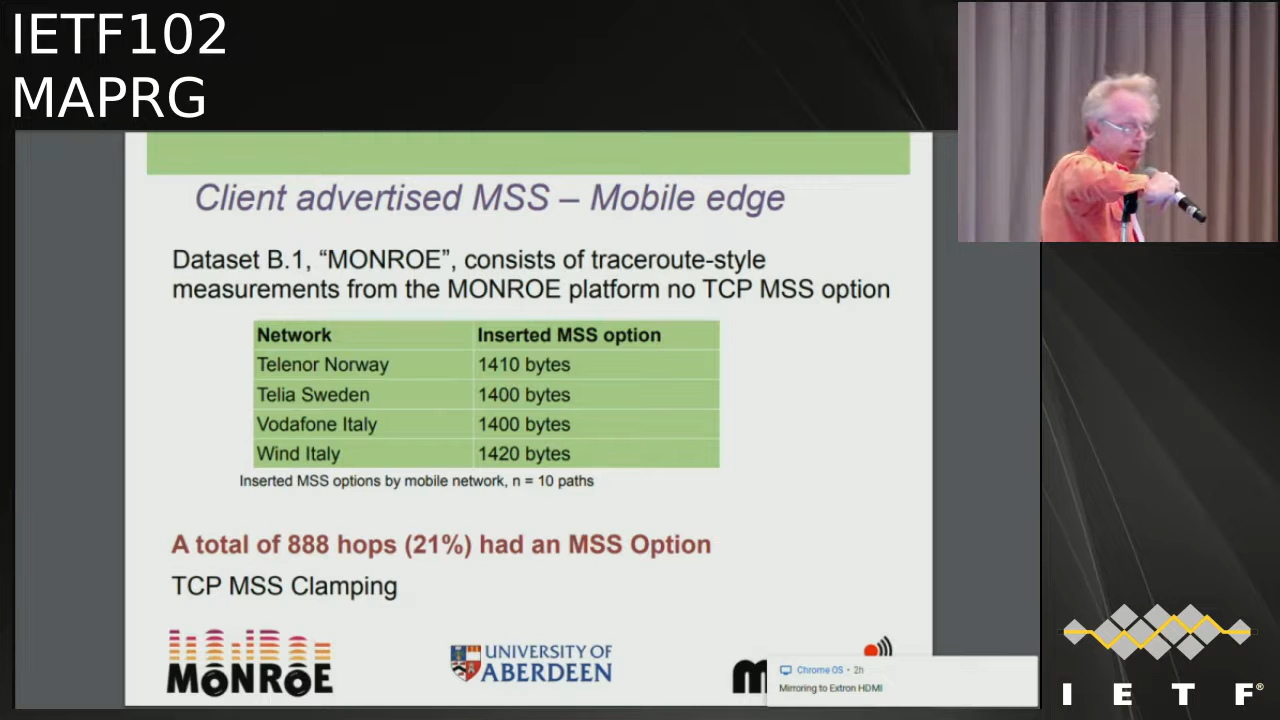 IETF102
MAPRG
Client advertised MSS – Mobile edge
Dataset B.1, “MONROE”, consists of traceroute-style
measurements from the MONROE platform no TCP MSS option
Network Inserted MSS option
Telenor Norway 1410 bytes
Telia Sweden 1400 bytes
Vodafone Italy 1400 bytes
Wind Italy 1420 bytes
Inserted MSS options by mobile network, n = 10 paths
A total of 888 hops (21%) had an MSS Option
TCP MSS Clamping
MONROE
MONROE
UNIVERSITY OF
ABERDEEN
m
Chrome OS • 2h
Mirroring to Extron HDMI
I E T F®